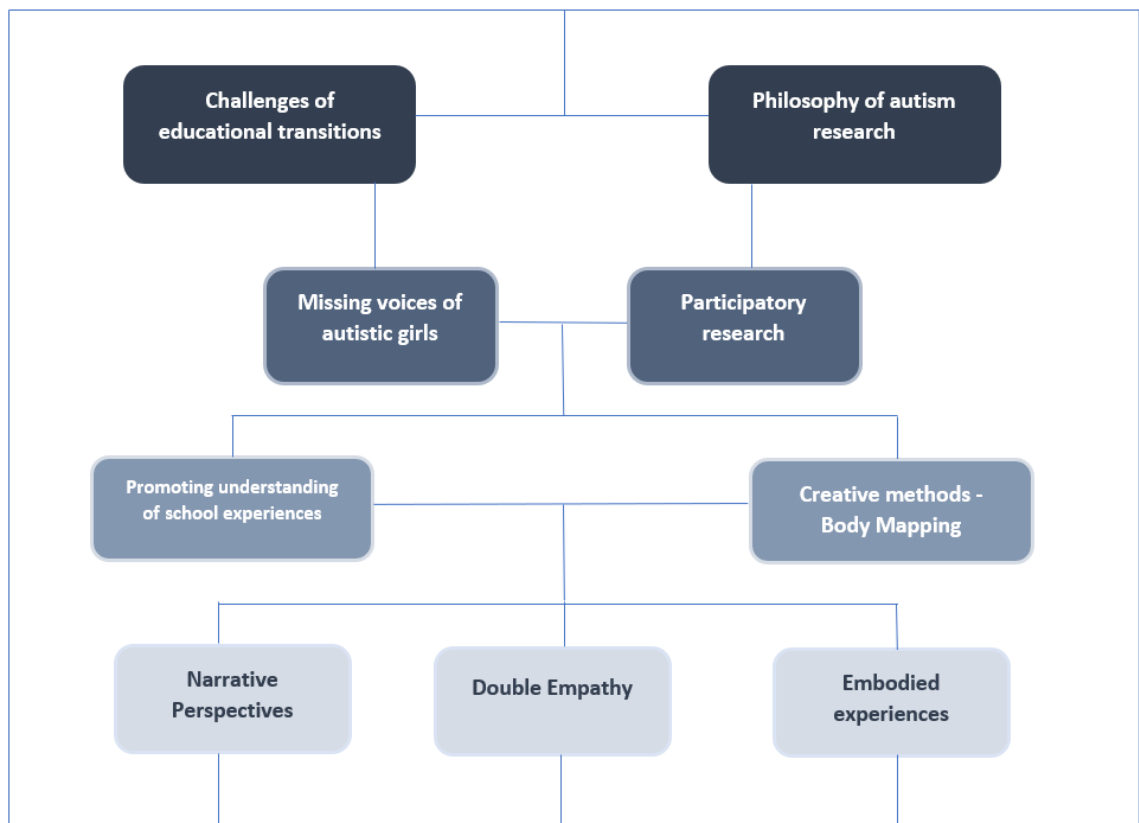 Challenges of
educational transitions
Philosophy of autism
research
Missing voices of
autistic girls
Participatory
research
Promoting understanding
of school experiences
Creative methods -
Body Mapping
Narrative
Perspectives
Double Empathy
Embodied
experiences